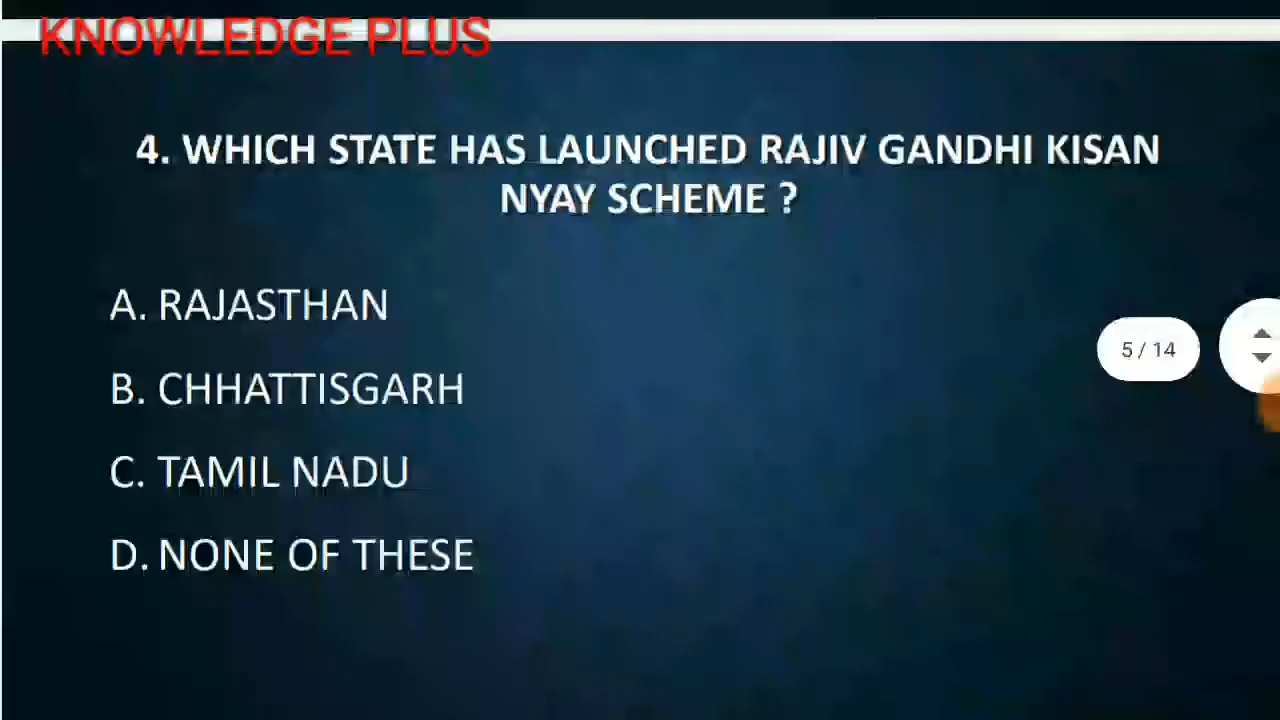 KNOWLEDGE PLUS
4. WHICH STATE HAS LAUNCHED RAJIV GANDHI KISAN
NYAY SCHEME ?
A. RAJASTHAN
B. CHHATTISGARH
5 / 14
C. TAMIL NADU
D. NONE OF THESE